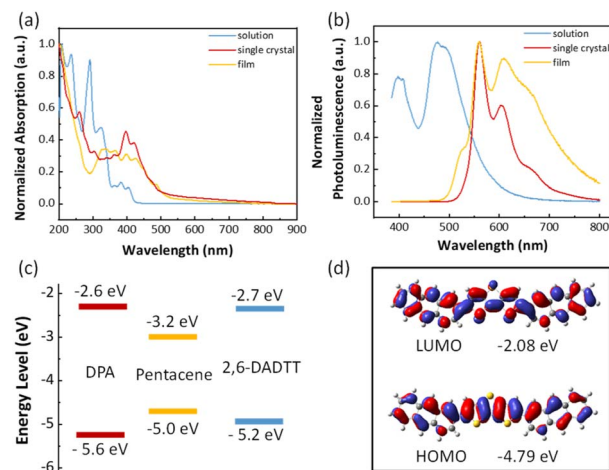 (a)
solution
single crystal
film
Normalized Absorption (a.u.)
1.0
0.8
0.6
0.4
0.2
0.0
200 300 400 500 600 700 800 900
Wavelength (nm)
(b)
solution
single crystal
film
Normalized
Photoluminescence (a.u.)
1.0
0.8
0.6
0.4
0.2
0.0
400 500 600 700 800
Wavelength (nm)
(c)
Energy Level (eV)
-2
-3
-4
-5
-6
-2.6 eV
-3.2 eV
-2.7 eV
DPA
Pentacene
2,6-DADTT
-5.6 eV
-5.0 eV
-5.2 eV
(d)
LUMO -2.08 eV
HOMO -4.79 eV